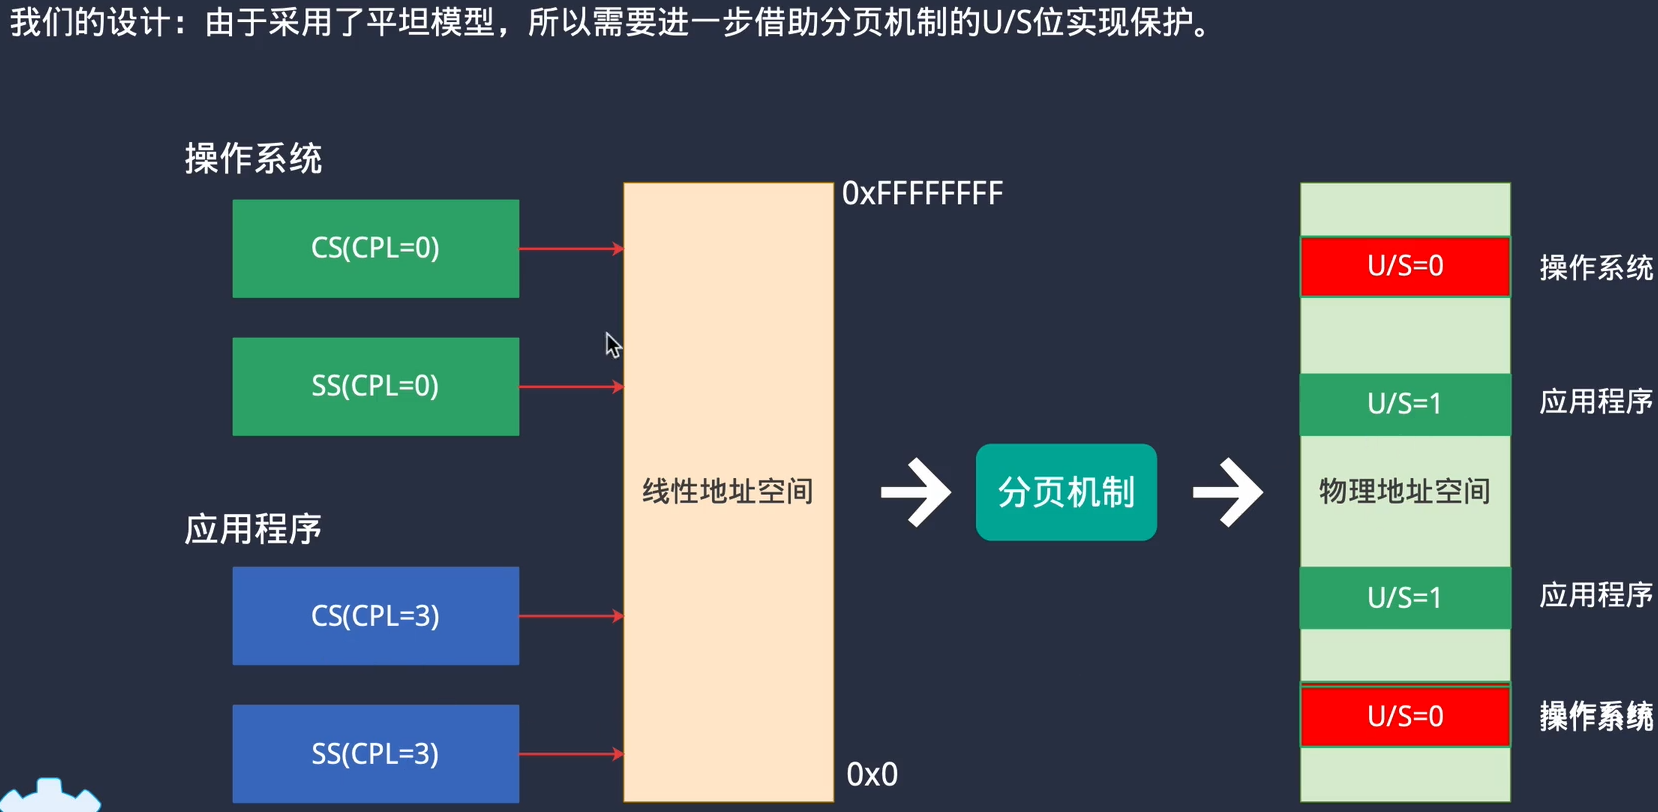 我们的设计：由于采用了平坦模型，所以需要进一步借助分页机制的U/S位实现保护。
操作系统
CS(CPL=0)
SS(CPL=0)
应用程序
CS(CPL=3)
SS(CPL=3)
0xFFFFFFFF
线性地址空间
0x0
分页机制
U/S=0
操作系统
U/S=1
应用程序
物理地址空间
U/S=1
应用程序
U/S=0
操作系统